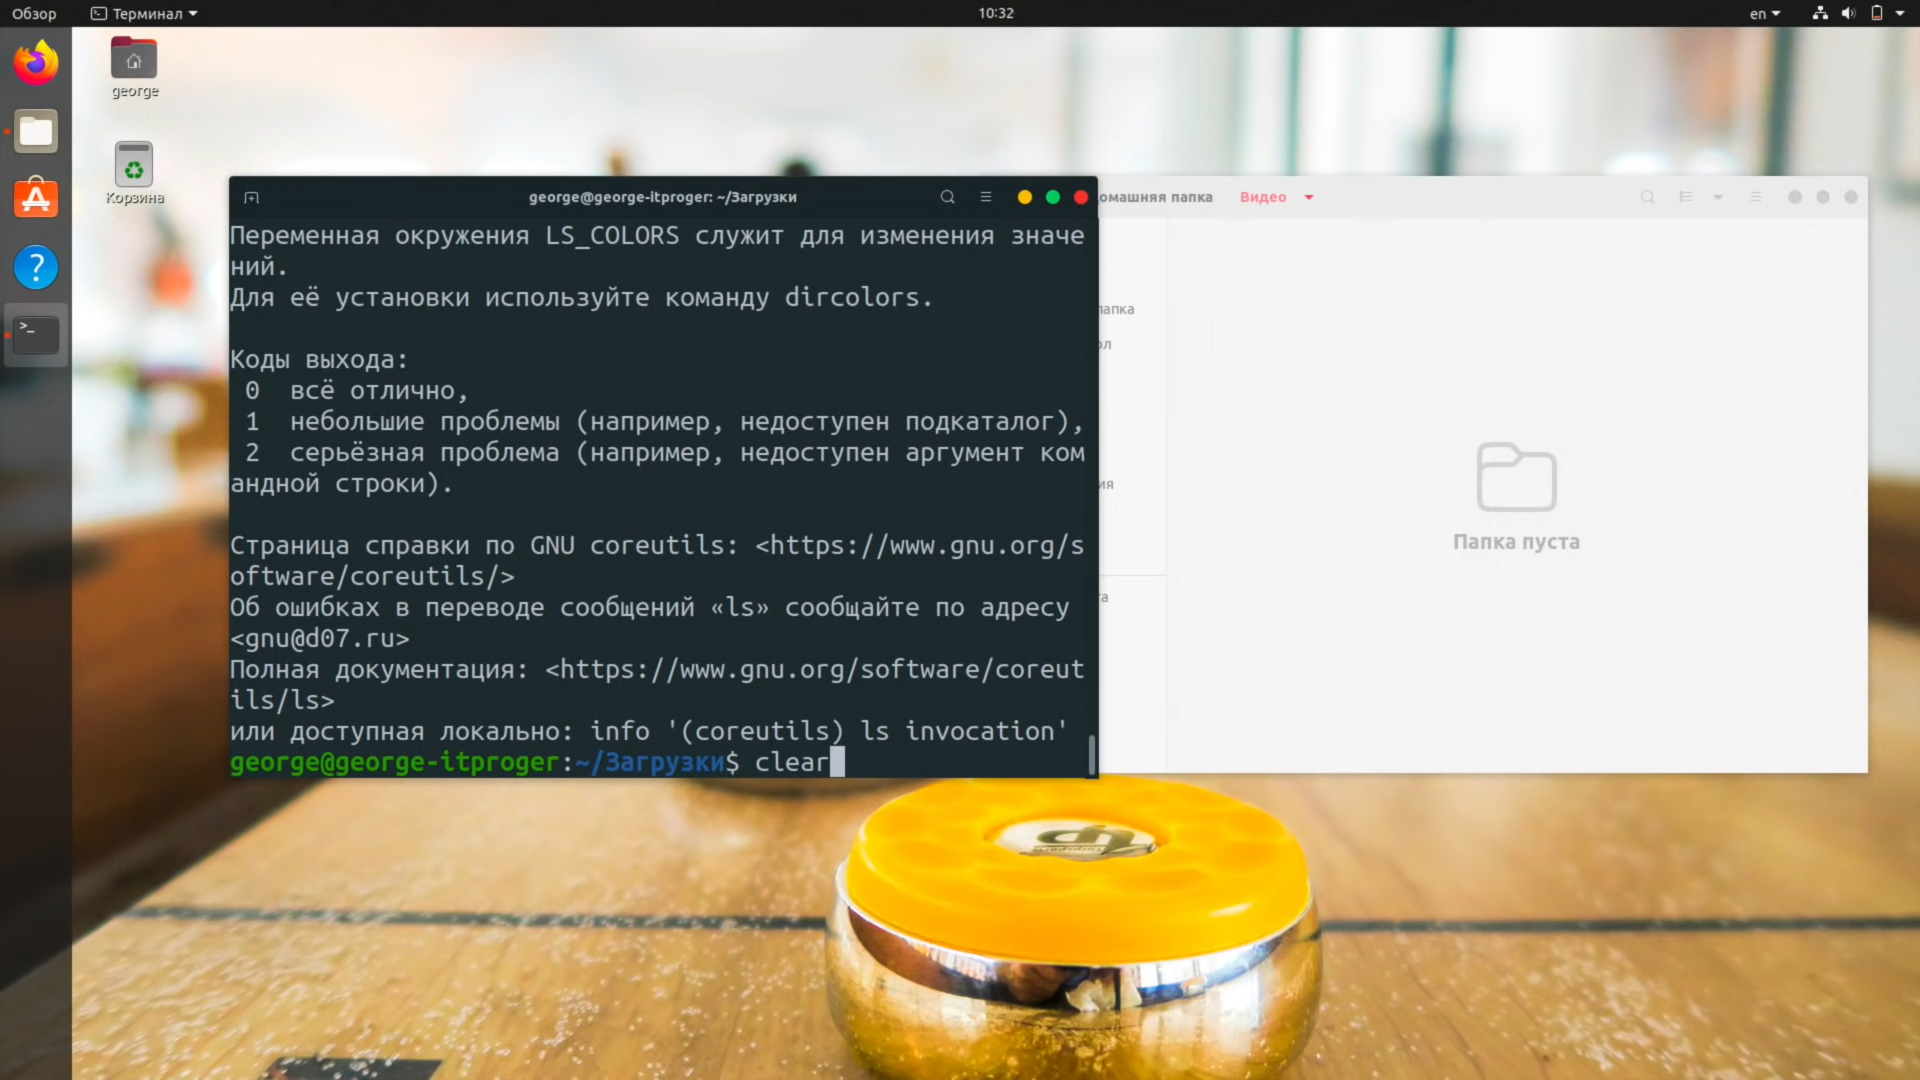 Обзор
Терминал
10:32
en
george
Корзина
george@george-itproger: ~/Загрузки
Переменная окружения LS_COLORS служит для изменения значе
ний.
Для её установки используйте команду dircolors.
Коды выхода:
0 всё отлично,
1 небольшие проблемы (например, недоступен подкаталог),
2 серьёзная проблема (например, недоступен аргумент ком
андной строки).
Страница справки по GNU coreutils: <https://www.gnu.org/s
oftware/coreutils/>
Об ошибках в переводе сообщений «ls» сообщайте по адресу
<gnu@d07.ru>
Полная документация: <https://www.gnu.org/software/coreut
ils/ls>
или доступная локально: info '(coreutils) ls invocation'
george@george-itproger:~/Загрузки$ clear
омашняя папка
Видео
папка
ол
ия
та
Папка пуста